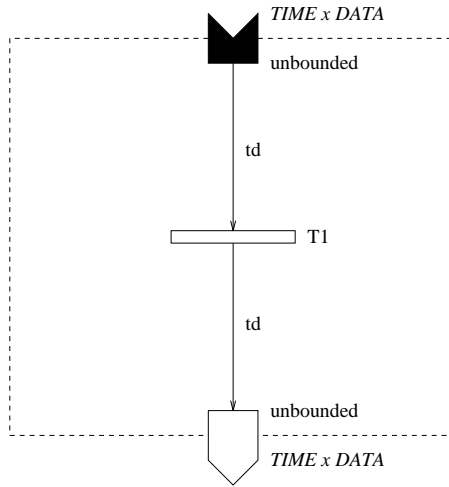 TIME x DATA
unbounded
td
T1
td
unbounded
TIME x DATA